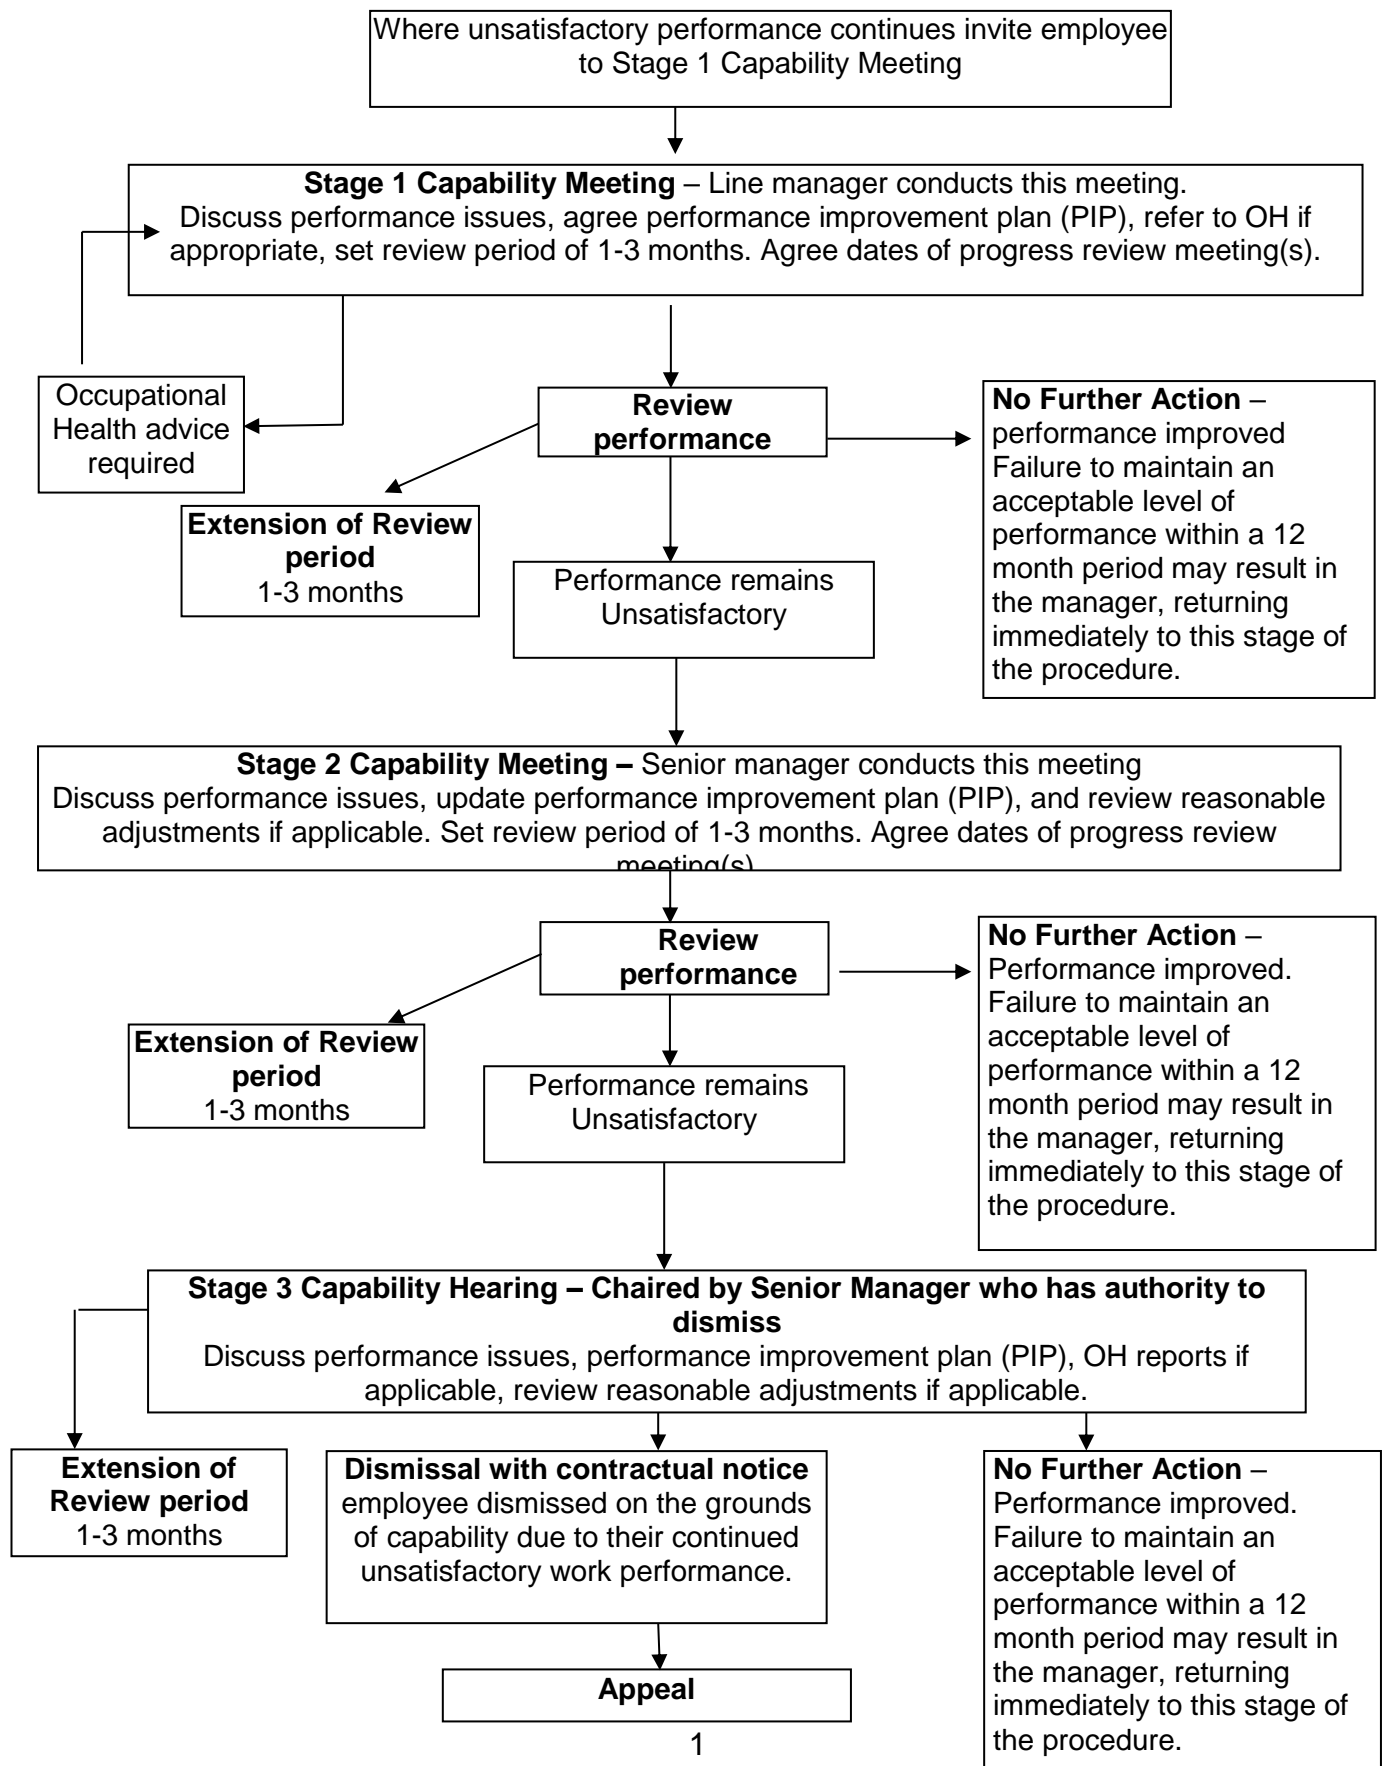 Where unsatisfactory performance continues invite employee
to Stage 1 Capability Meeting
Stage 1 Capability Meeting – Line manager conducts this meeting.
Discuss performance issues, agree performance improvement plan (PIP), refer to OH if
appropriate, set review period of 1-3 months. Agree dates of progress review meeting(s).
Occupational
Health advice
required
Review
performance
No Further Action –
performance improved
Failure to maintain an
acceptable level of
performance within a 12
month period may result in
the manager, returning
immediately to this stage of
the procedure.
Extension of Review
period
1-3 months
Performance remains
Unsatisfactory
Stage 2 Capability Meeting – Senior manager conducts this meeting
Discuss performance issues, update performance improvement plan (PIP), and review reasonable
adjustments if applicable. Set review period of 1-3 months. Agree dates of progress review
meeting(s)
Review
performance
No Further Action –
Performance improved.
Failure to maintain an
acceptable level of
performance within a 12
month period may result in
the manager, returning
immediately to this stage of
the procedure.
Extension of Review
period
1-3 months
Performance remains
Unsatisfactory
Stage 3 Capability Hearing – Chaired by Senior Manager who has authority to
dismiss
Discuss performance issues, performance improvement plan (PIP), OH reports if
applicable, review reasonable adjustments if applicable.
Extension of
Review period
1-3 months
Dismissal with contractual notice
employee dismissed on the grounds
of capability due to their continued
unsatisfactory work performance.
No Further Action –
Performance improved.
Failure to maintain an
acceptable level of
performance within a 12
month period may result in
the manager, returning
immediately to this stage of
the procedure.
Appeal
1